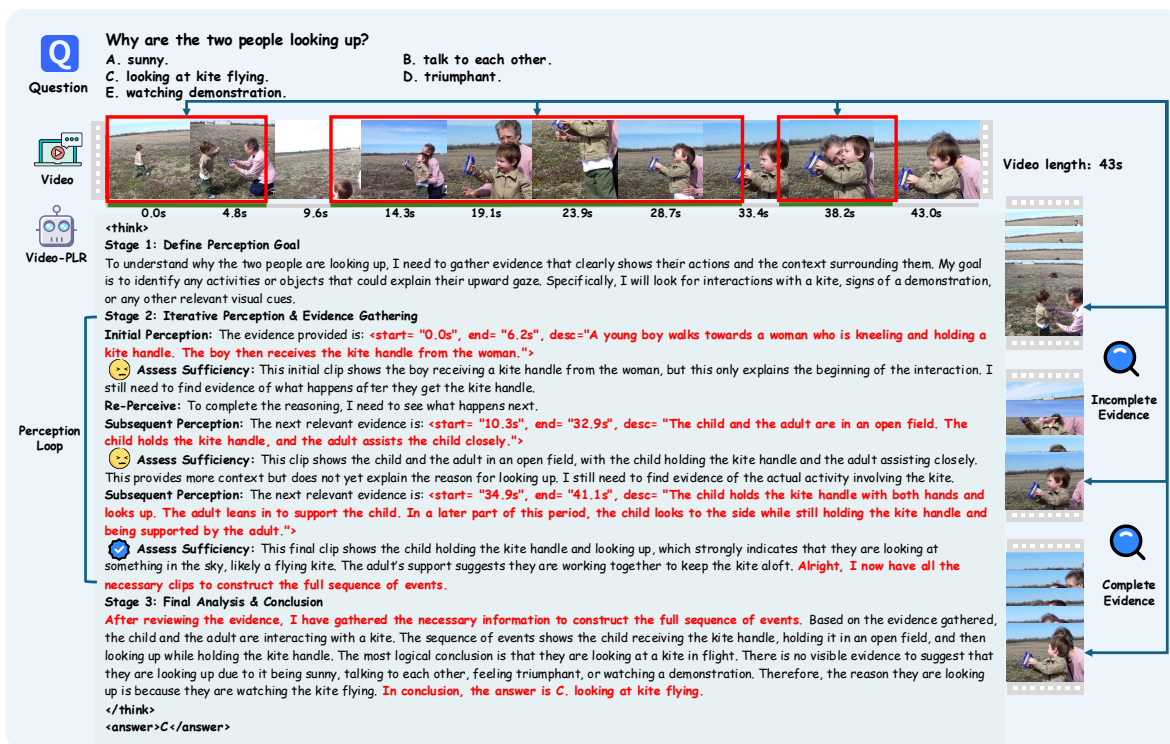 Q
Question
Why are the two people looking up?
A. sunny.
B. talk to each other.
C. looking at kite flying.
D. triumphant.
E. watching demonstration.
Video
Video length: 43s
0.0s 4.8s 9.6s 14.3s 19.1s 23.9s 28.7s 33.4s 38.2s 43.0s
Video-PLR
<think>
Stage 1: Define Perception Goal
To understand why the two people are looking up, I need to gather evidence that clearly shows their actions and the context surrounding them. My goal
is to identify any activities or objects that could explain their upward gaze. Specifically, I will look for interactions with a kite, signs of a demonstration,
or any other relevant visual cues.
Stage 2: Iterative Perception & Evidence Gathering
Initial Perception: The evidence provided is: <start= "0.0s", end= "6.2s", desc="A young boy walks towards a woman who is kneeling and holding a
kite handle. The boy then receives the kite handle from the woman.">
Assess Sufficiency: This initial clip shows the boy receiving a kite handle from the woman, but this only explains the beginning of the interaction. I
still need to find evidence of what happens after they get the kite handle.
Re-Perceive: To complete the reasoning, I need to see what happens next.
Subsequent Perception: The next relevant evidence is: <start= "10.3s", end= "32.9s", desc= "The child and the adult are in an open field. The
child holds the kite handle, and the adult assists the child closely.">
Assess Sufficiency: This clip shows the child and the adult in an open field, with the child holding the kite handle and the adult assisting closely.
This provides more context but does not yet explain the reason for looking up. I still need to find evidence of the actual activity involving the kite.
Subsequent Perception: The next relevant evidence is: <start= "34.9s", end= "41.1s", desc= "The child holds the kite handle with both hands and
looks up. The adult leans in to support the child. In a later part of this period, the child looks to the side while still holding the kite handle and
being supported by the adult.">
Assess Sufficiency: This final clip shows the child holding the kite handle and looking up, which strongly indicates that they are looking at
something in the sky, likely a flying kite. The adult's support suggests they are working together to keep the kite aloft. Alright, I now have all the
necessary clips to construct the full sequence of events.
Perception
Loop
Stage 3: Final Analysis & Conclusion
After reviewing the evidence, I have gathered the necessary information to construct the full sequence of events. Based on the evidence gathered,
the child and the adult are interacting with a kite. The sequence of events shows the child receiving the kite handle, holding it in an open field, and then
looking up while holding the kite handle. The most logical conclusion is that they are looking at a kite in flight. There is no visible evidence to suggest that
they are looking up due to it being sunny, talking to each other, feeling triumphant, or watching a demonstration. Therefore, the reason they are looking
up is because they are watching the kite flying. In conclusion, the answer is C. looking at kite flying.
</think>
<answer>C</answer>
Incomplete
Evidence
Complete
Evidence